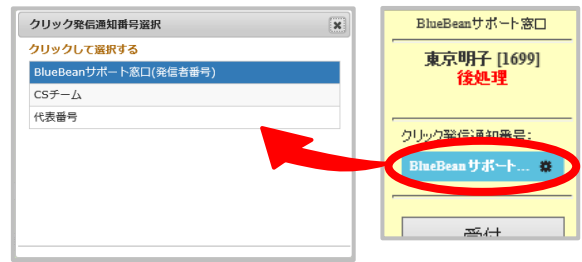 クリック発信通知番号選択
クリックして選択する
BlueBeanサポート窓口(発信者番号)
CSチーム
代表番号
BlueBeanサポート窓口
東京明子 [1699]
後処理
クリック発信通知番号:
BlueBeanサポート...
受付